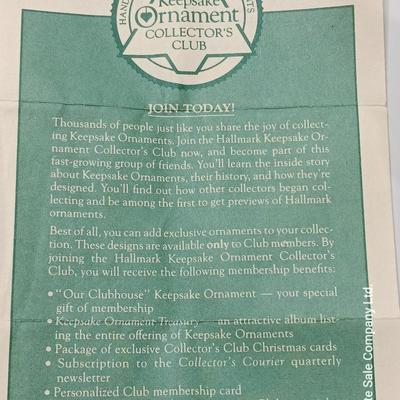 HAND
Keepsake
Ornament
COLLECTOR'S
CLUB
JOIN TODAY!
Thousands of people just like you share the joy of collect-
ing Keepsake Ornaments. Join the Hallmark Keepsake Or-
nament Collector's Club now, and become part of this
fast-growing group of friends. You'll learn the inside story
about Keepsake Ornaments, their history, and how they're
designed. You'll find out how other collectors began col-
lecting and be among the first to get previews of Hallmark
ornaments.
Best of all, you can add exclusive ornaments to your collec-
tion. These designs are available only to Club members. By
joining the Hallmark Keepsake Ornament Collector's
Club, you will receive the following membership benefits:
• "Our Clubhouse" Keepsake Ornament — your special
gift of membership
• Keepsake Ornament Treasury — an attractive album list-
ing the entire offering of Keepsake Ornaments
• Package of exclusive Collector's Club Christmas cards
• Subscription to the Collector's Courier quarterly
newsletter
• Personalized Club membership card
te Sale Company Ltd.